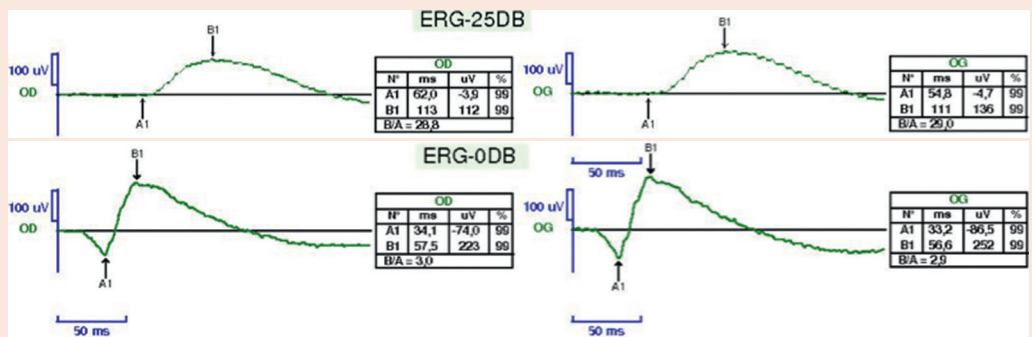 ERG-25DB
B1
100 uV
OD
A1
OD
N° ms uV %
A1 62,0 -3,9 99
B1 113 112 99
B/A = 28,8
B1
100 uV
OG
A1
OG
N° ms uV %
A1 54,8 -4,7 99
B1 111 136 99
B/A = 29,0
50 ms
ERG-0DB
B1
100 uV
OD
A1
50 ms
OD
N° ms uV %
A1 34,1 -74,0 99
B1 57,5 223 99
B/A = 3,0
B1
100 uV
OG
A1
50 ms
OG
N° ms uV %
A1 33,2 -86,5 99
B1 56,6 252 99
B/A = 2,9